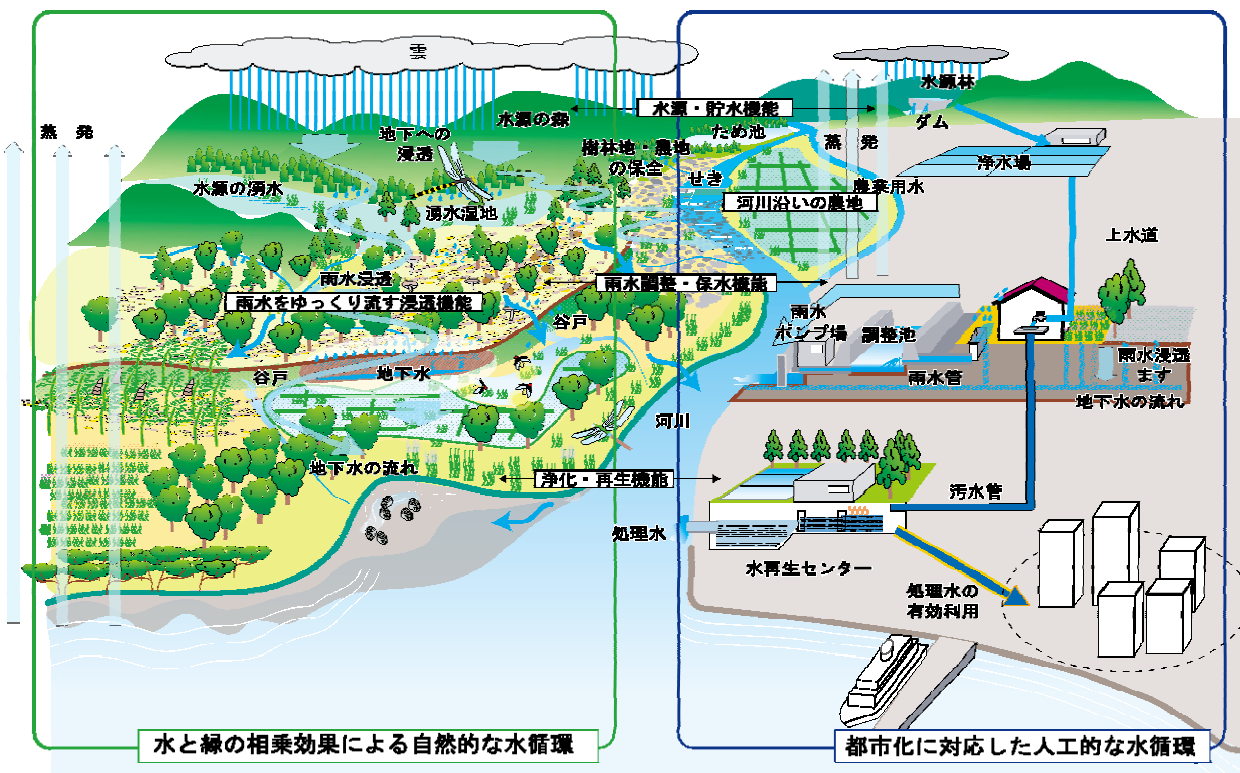 雲
水源林
蒸 発
水源の森
水源・貯水機能
ダム
地下への
浸透
ため池
蒸 発
樹林地・農地
の保全
浄水場
水源の湧水
せき
農業用水
湧水湿地
河川沿いの農地
上水道
雨水浸透
雨水調整・保水機能
雨水をゆっくり流す浸透機能
谷戸
雨水
ポンプ場
調整池
雨水浸透
ます
谷戸
地下水
雨水管
地下水の流れ
河川
地下水の流れ
浄化・再生機能
汚水管
処理水
水再生センター
処理水の
有効利用
水と緑の相乗効果による自然的な水循環
都市化に対応した人工的な水循環